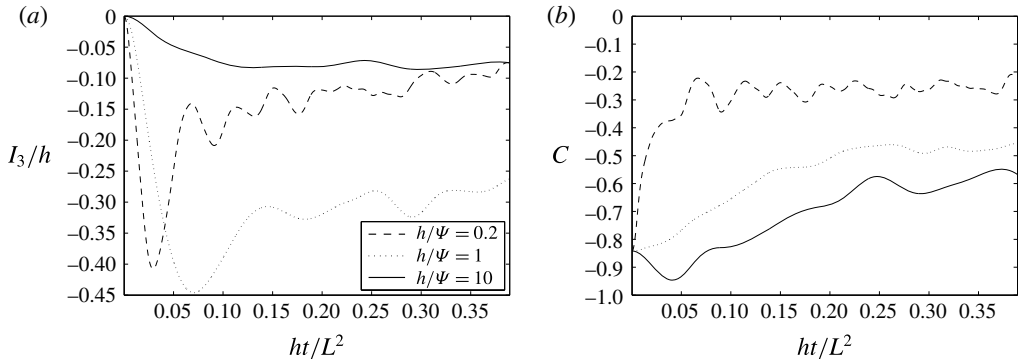 (a)
0
−0.05
−0.10
−0.15
−0.20
−0.25
−0.30
−0.35
−0.40
−0.45
I₃/h
h/Ψ = 0.2
h/Ψ = 1
h/Ψ = 10
0.05 0.10 0.15 0.20 0.25 0.30 0.35
ht/L²
(b)
0
−0.1
−0.2
−0.3
−0.4
−0.5
−0.6
−0.7
−0.8
−0.9
−1.0
C
0.05 0.10 0.15 0.20 0.25 0.30 0.35
ht/L²